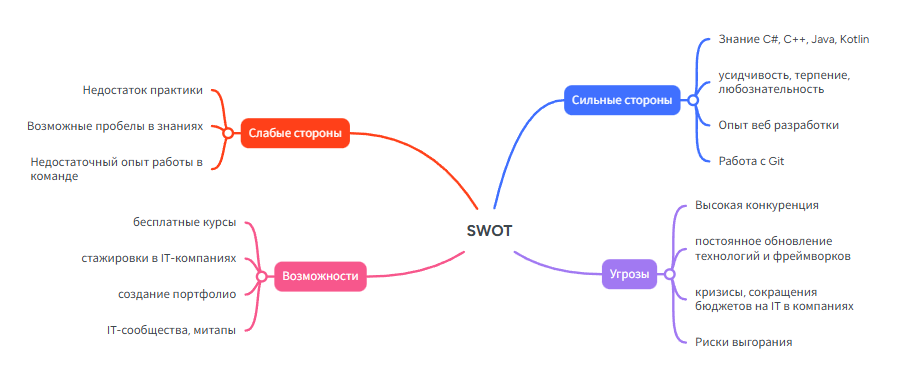 SWOT
Сильные стороны
Знание C#, C++, Java, Kotlin
усидчивость, терпение,
любознательность
Опыт веб разработки
Работа с Git
Слабые стороны
Недостаток практики
Возможные пробелы в знаниях
Недостаточный опыт работы в
команде
Возможности
бесплатные курсы
стажировки в IT-компаниях
создание портфолио
IT-сообщества, митапы
Угрозы
Высокая конкуренция
постоянное обновление
технологий и фреймворков
кризисы, сокращения
бюджетов на IT в компаниях
Риски выгорания